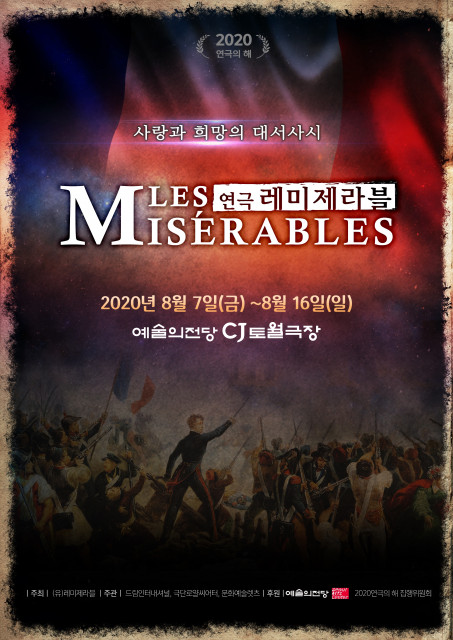 2020
연극의 해
사랑과 희망의 대서사시
LES 연극 레미제라블
MISÉRABLES
2020년 8월 7일(금) ~8월 16일(일)
예술의전당 CJ 토월극장
| 주최 | (유)레미제라블 | 주관 | 드림인터내셔널, 극단로얄씨어터, 문화예술렛츠 | 후원 | 예술의전당 2020연극의 해 집행위원회